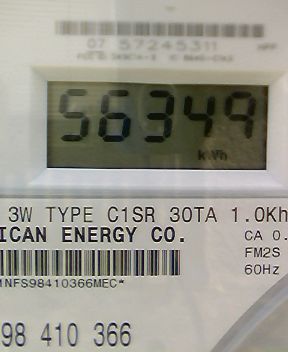 07 57245311
56349
kWh
3W TYPE C1SR 30TA 1.0Kh
ICAN ENERGY CO.
CA 0.
FM2S
60Hz
NFS98410366MEC*
98 410 366